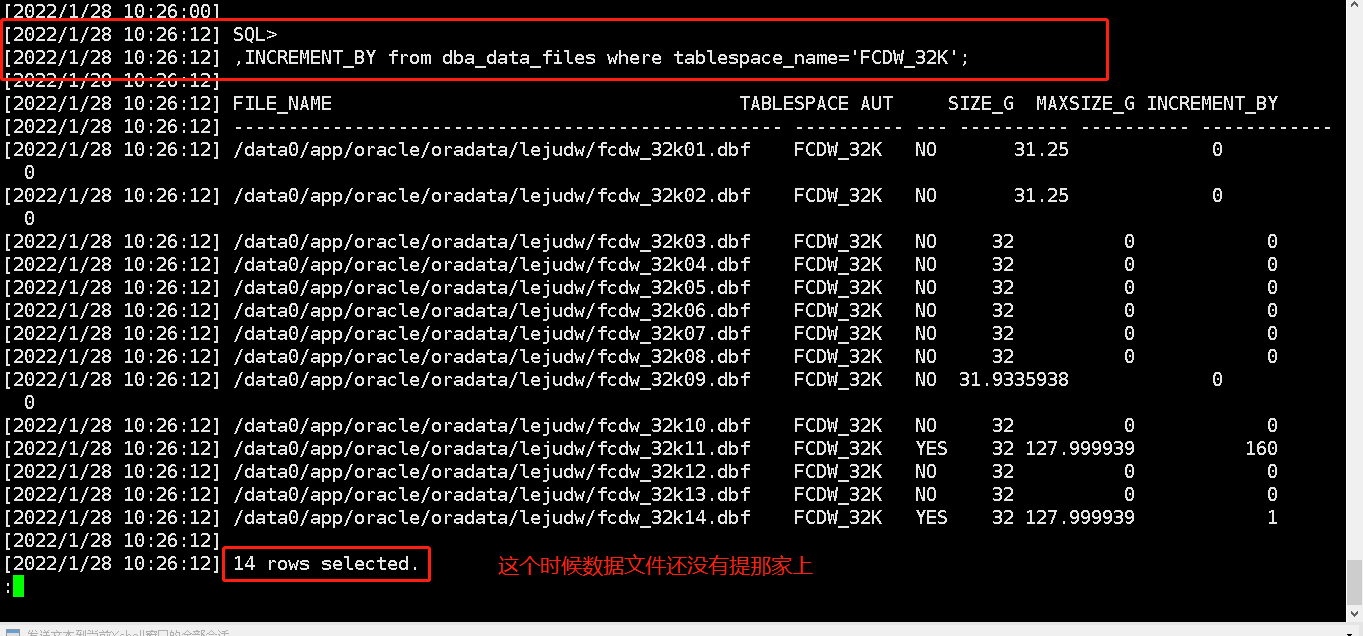 [2022/1/28 10:26:00]
[2022/1/28 10:26:12] SQL>
[2022/1/28 10:26:12] ,INCREMENT_BY from dba_data_files where tablespace_name='FCDW_32K';
[2022/1/28 10:26:12]
[2022/1/28 10:26:12] FILE_NAME TABLESPACE AUT SIZE_G MAXSIZE_G INCREMENT_BY
[2022/1/28 10:26:12] -------------------------------------------------- ---------- --- ---------- ---------- ------------
[2022/1/28 10:26:12] /data0/app/oracle/oradata/lejudw/fcdw_32k01.dbf FCDW_32K NO 31.25 0
0
[2022/1/28 10:26:12] /data0/app/oracle/oradata/lejudw/fcdw_32k02.dbf FCDW_32K NO 31.25 0
0
[2022/1/28 10:26:12] /data0/app/oracle/oradata/lejudw/fcdw_32k03.dbf FCDW_32K NO 32 0 0
[2022/1/28 10:26:12] /data0/app/oracle/oradata/lejudw/fcdw_32k04.dbf FCDW_32K NO 32 0 0
[2022/1/28 10:26:12] /data0/app/oracle/oradata/lejudw/fcdw_32k05.dbf FCDW_32K NO 32 0 0
[2022/1/28 10:26:12] /data0/app/oracle/oradata/lejudw/fcdw_32k06.dbf FCDW_32K NO 32 0 0
[2022/1/28 10:26:12] /data0/app/oracle/oradata/lejudw/fcdw_32k07.dbf FCDW_32K NO 32 0 0
[2022/1/28 10:26:12] /data0/app/oracle/oradata/lejudw/fcdw_32k08.dbf FCDW_32K NO 32 0 0
[2022/1/28 10:26:12] /data0/app/oracle/oradata/lejudw/fcdw_32k09.dbf FCDW_32K NO 31.9335938 0
0
[2022/1/28 10:26:12] /data0/app/oracle/oradata/lejudw/fcdw_32k10.dbf FCDW_32K NO 32 0 0
[2022/1/28 10:26:12] /data0/app/oracle/oradata/lejudw/fcdw_32k11.dbf FCDW_32K YES 32 127.999939 160
[2022/1/28 10:26:12] /data0/app/oracle/oradata/lejudw/fcdw_32k12.dbf FCDW_32K NO 32 0 0
[2022/1/28 10:26:12] /data0/app/oracle/oradata/lejudw/fcdw_32k13.dbf FCDW_32K NO 32 0 0
[2022/1/28 10:26:12] /data0/app/oracle/oradata/lejudw/fcdw_32k14.dbf FCDW_32K YES 32 127.999939 1
[2022/1/28 10:26:12]
[2022/1/28 10:26:12] 14 rows selected. 这个时候数据文件还没有提那家上
: